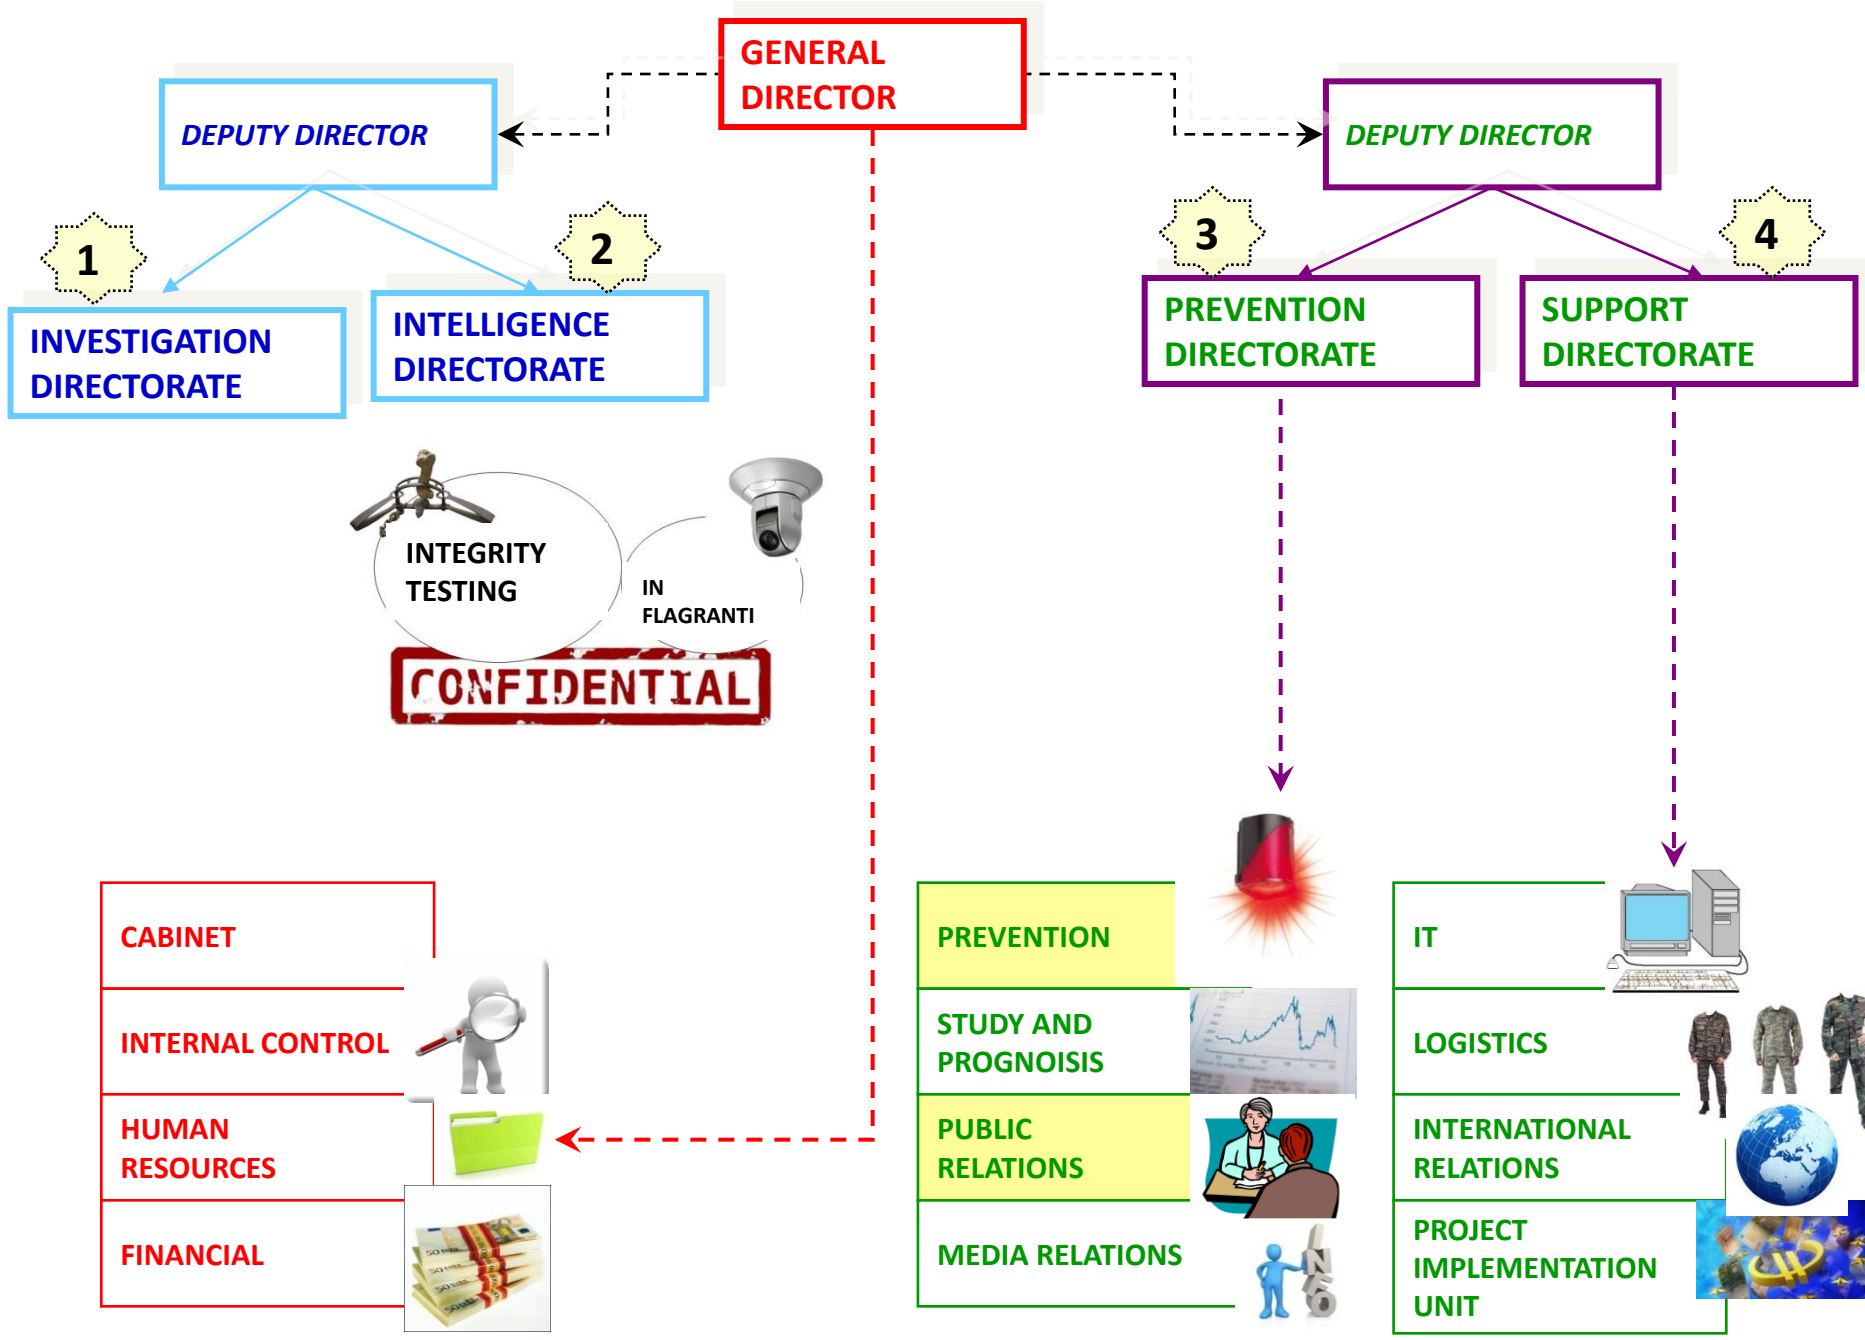 GENERAL
DIRECTOR
DEPUTY DIRECTOR
DEPUTY DIRECTOR
1
2
3
4
INVESTIGATION
DIRECTORATE
INTELLIGENCE
DIRECTORATE
PREVENTION
DIRECTORATE
SUPPORT
DIRECTORATE
INTEGRITY
TESTING
IN
FLAGRANTI
CONFIDENTIAL
CABINET
INTERNAL CONTROL
HUMAN
RESOURCES
FINANCIAL
PREVENTION
STUDY AND
PROGNOISIS
PUBLIC
RELATIONS
MEDIA RELATIONS
INFO
IT
LOGISTICS
INTERNATIONAL
RELATIONS
PROJECT
IMPLEMENTATION
UNIT